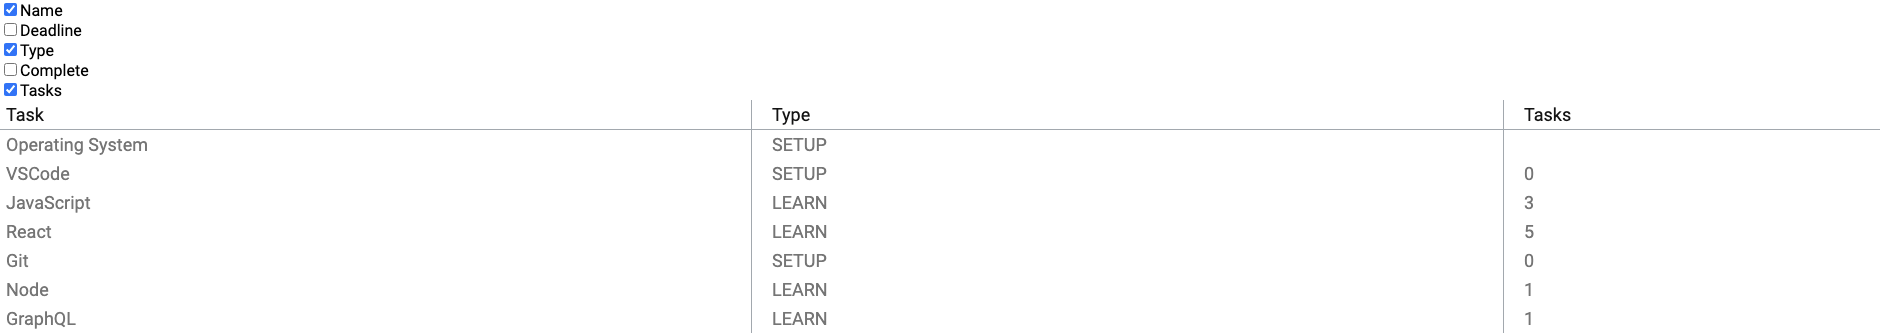 Name
Deadline
Type
Complete
Tasks
Task Type Tasks
Operating System SETUP
VSCode SETUP 0
JavaScript LEARN 3
React LEARN 5
Git SETUP 0
Node LEARN 1
GraphQL LEARN 1